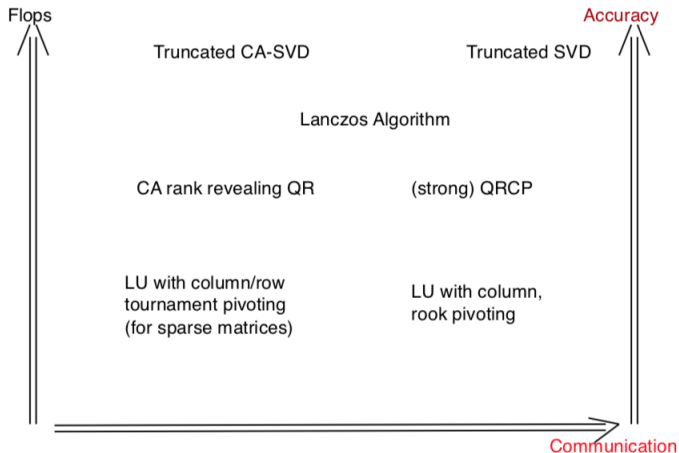 Flops
Accuracy
Truncated CA-SVD
Truncated SVD
Lanczos Algorithm
CA rank revealing QR
(strong) QRCP
LU with column/row
tournament pivoting
(for sparse matrices)
LU with column,
rook pivoting
Communication